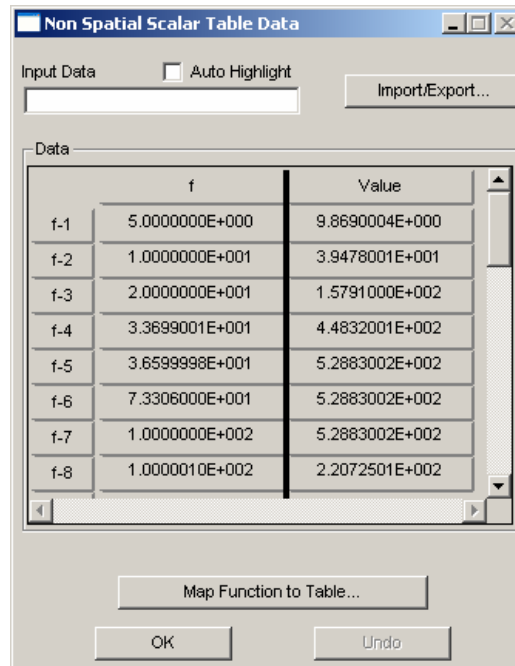 Non Spatial Scalar Table Data
Input Data Auto Highlight
Import/Export...
Data
f Value
f-1 5.0000000E+000 9.8690004E+000
f-2 1.0000000E+001 3.9478001E+001
f-3 2.0000000E+001 1.5791000E+002
f-4 3.3699001E+001 4.4832001E+002
f-5 3.6599998E+001 5.2883002E+002
f-6 7.3306000E+001 5.2883002E+002
f-7 1.0000000E+002 5.2883002E+002
f-8 1.0000010E+002 2.2072501E+002
Map Function to Table...
OK Undo